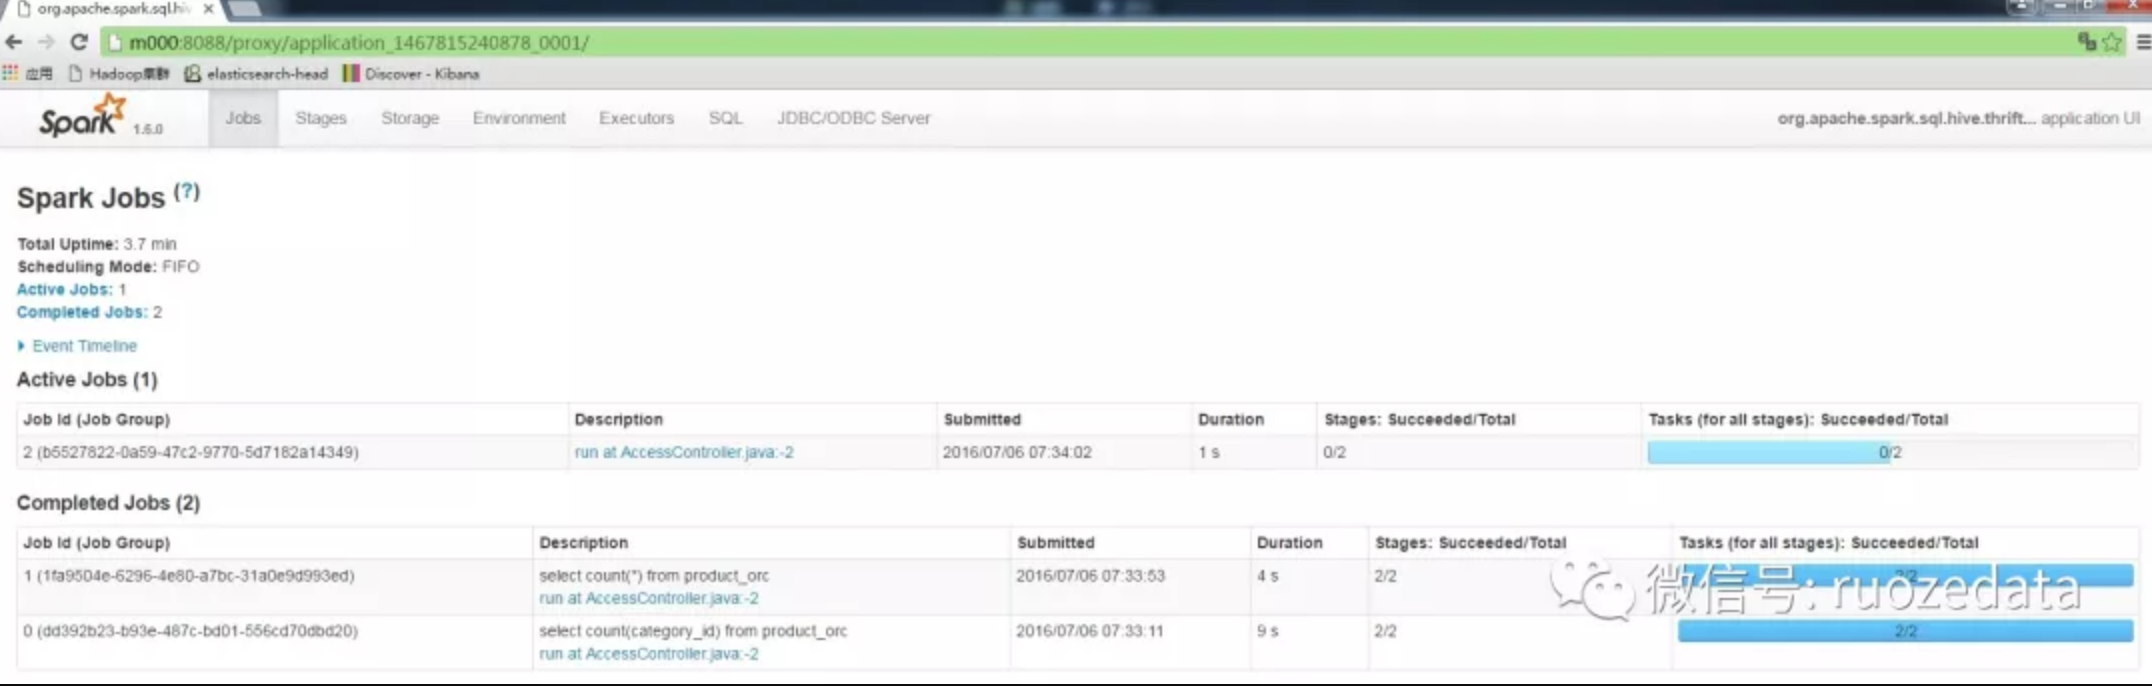 org.apache.spark.sql.hiv
m000:8088/proxy/application_1467815240878_0001/
应用 Hadoop集群 elasticsearch-head Discover - Kibana
Spark 1.6.0 Jobs Stages Storage Environment Executors SQL JDBC/ODBC Server org.apache.spark.sql.hive.thrift... application UI
Spark Jobs (?)
Total Uptime: 3.7 min
Scheduling Mode: FIFO
Active Jobs: 1
Completed Jobs: 2
Event Timeline
Active Jobs (1)
Job Id (Job Group) Description Submitted Duration Stages: Succeeded/Total Tasks (for all stages): Succeeded/Total
2 (b5527822-0a59-47c2-9770-5d7182a14349) run at AccessController.java:-2 2016/07/06 07:34:02 1 s 0/2 0/2
Completed Jobs (2)
Job Id (Job Group) Description Submitted Duration Stages: Succeeded/Total Tasks (for all stages): Succeeded/Total
1 (1fa9504e-6296-4e80-a7bc-31a0e9d993ed) select count(*) from product_orc 2016/07/06 07:33:53 4 s 2/2 2/2
run at AccessController.java:-2
微信号: ruozedata
0 (dd392b23-b93e-487c-bd01-556cd70dbd20) select count(category_id) from product_orc 2016/07/06 07:33:11 9 s 2/2 2/2
run at AccessController.java:-2